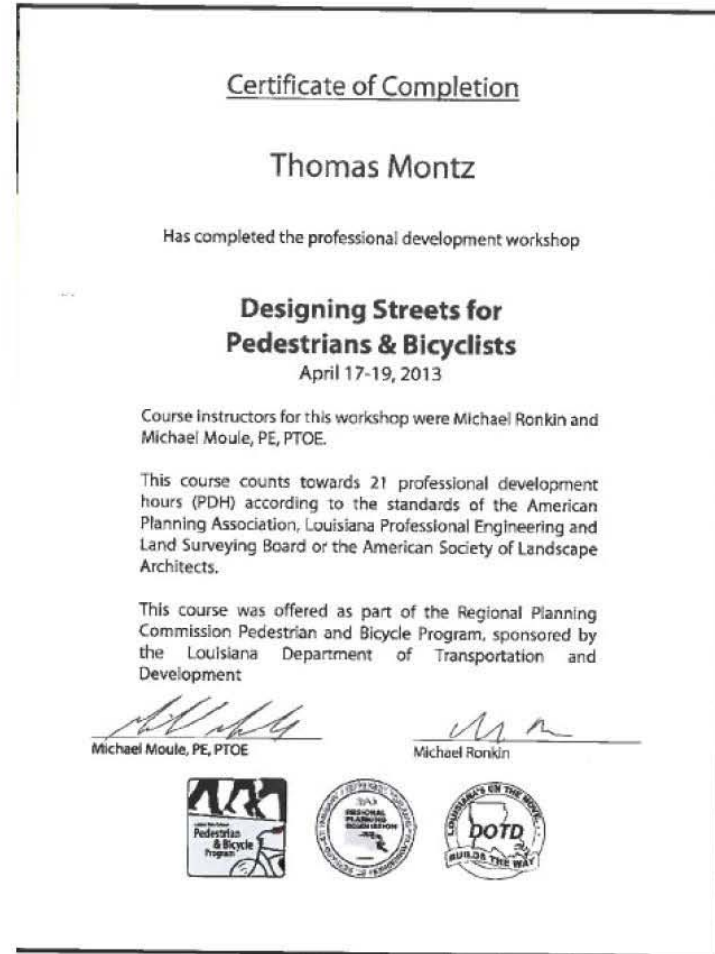 Certificate of Completion
Thomas Montz
Has completed the professional development workshop
Designing Streets for
Pedestrians & Bicyclists
April 17-19, 2013
Course instructors for this workshop were Michael Ronkin and
Michael Moule, PE, PTOE.
This course counts towards 21 professional development
hours (PDH) according to the standards of the American
Planning Association, Louisiana Professional Engineering and
Land Surveying Board or the American Society of Landscape
Architects.
This course was offered as part of the Regional Planning
Commission Pedestrian and Bicycle Program, sponsored by
the Louisiana Department of Transportation and
Development
Michael Moule, PE, PTOE
Michael Ronkin
Pedestrian
& Bicycle
Program
REGIONAL
PLANNING
LOUISIANA'S ON THE MOVE
DOTD
BUILDS THE WAY